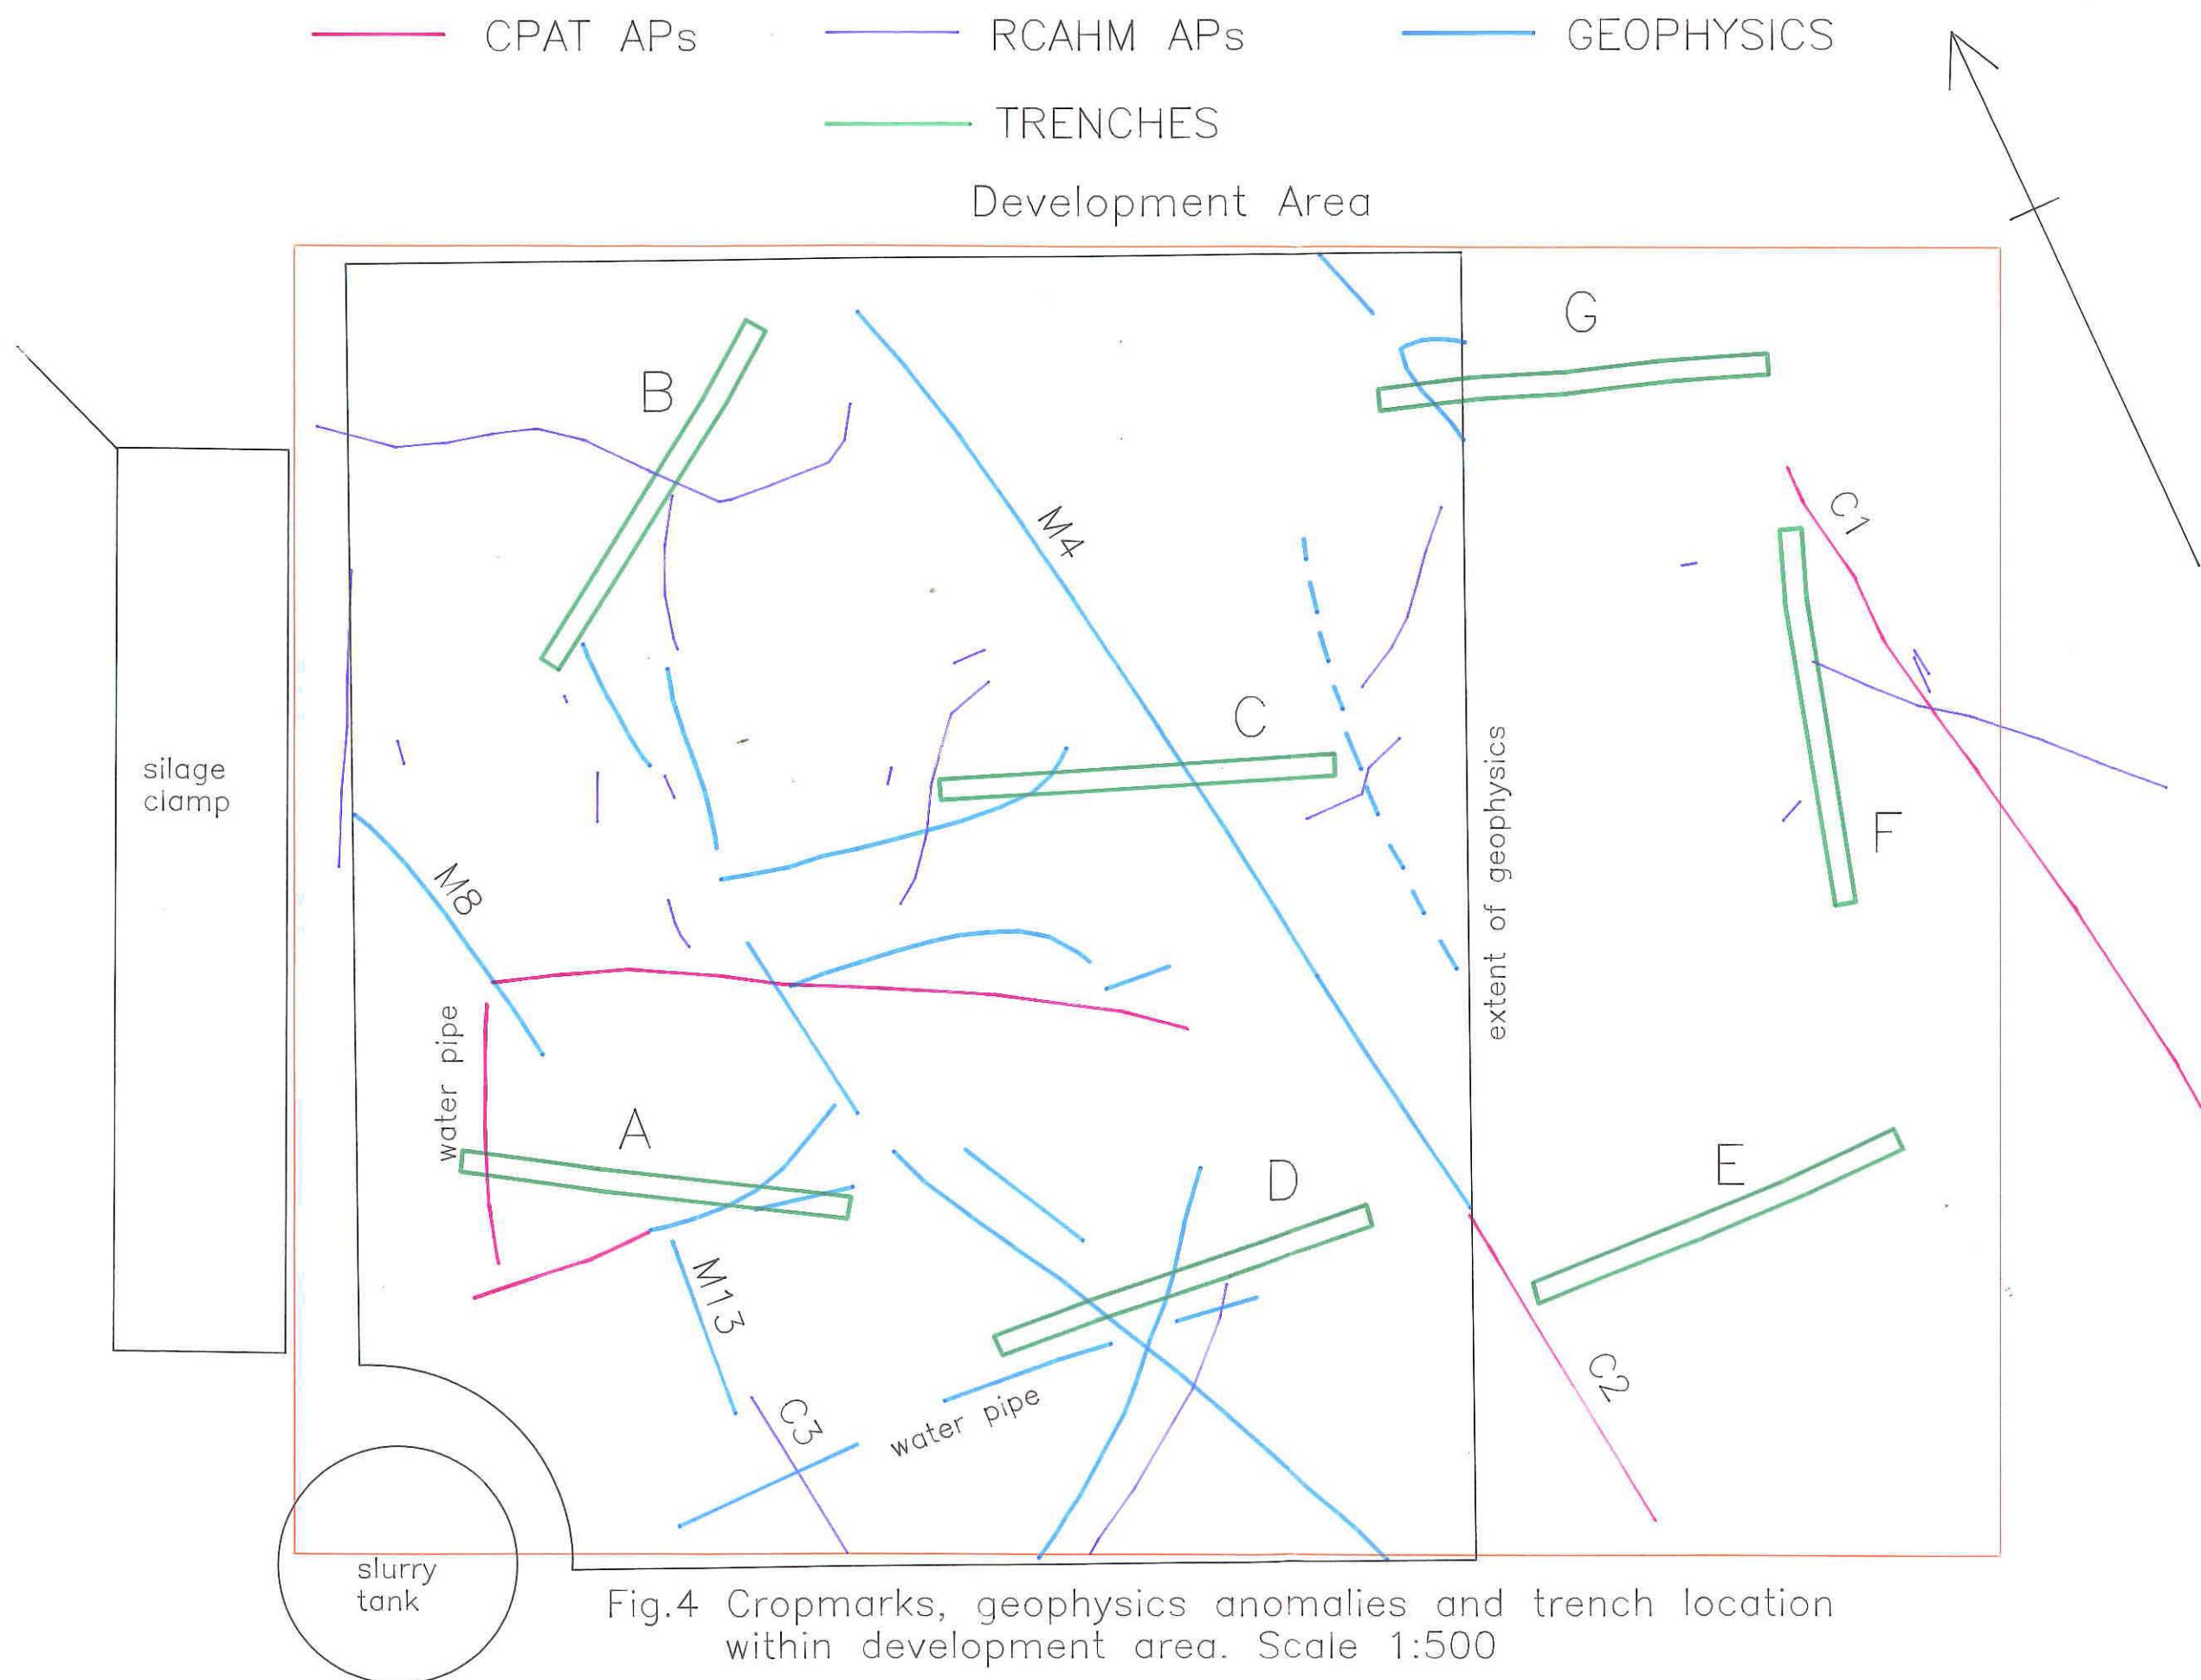 CPAT APs
RCAHM APs
GEOPHYSICS
TRENCHES
Development Area
G
B
C1
M4
C
silage
clamp
extent of geophysics
F
M8
water pipe
A
D
E
M13
C2
C3
water pipe
slurry
tank
Fig.4 Cropmarks, geophysics anomalies and trench location
within development area. Scale 1:500